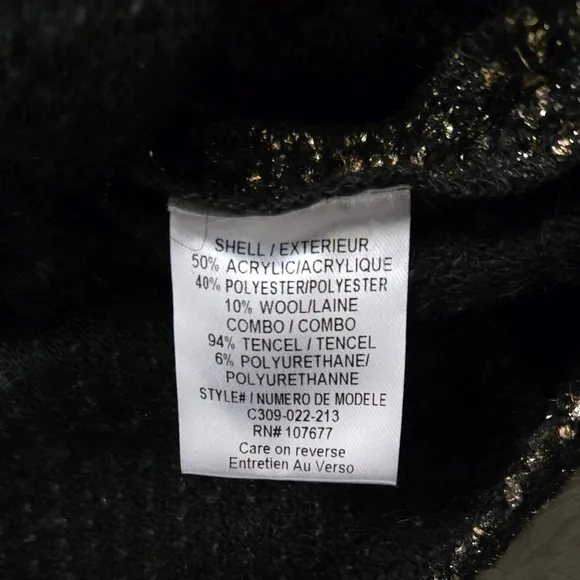 SHELL / EXTERIEUR
50% ACRYLIC/ACRYLIQUE
40% POLYESTER/POLYESTER
10% WOOL/LAINE
COMBO / COMBO
94% TENCEL / TENCEL
6% POLYURETHANE/
POLYURETHANNE
STYLE# / NUMERO DE MODELE
C309-022-213
RN# 107677
Care on reverse
Entretien Au Verso